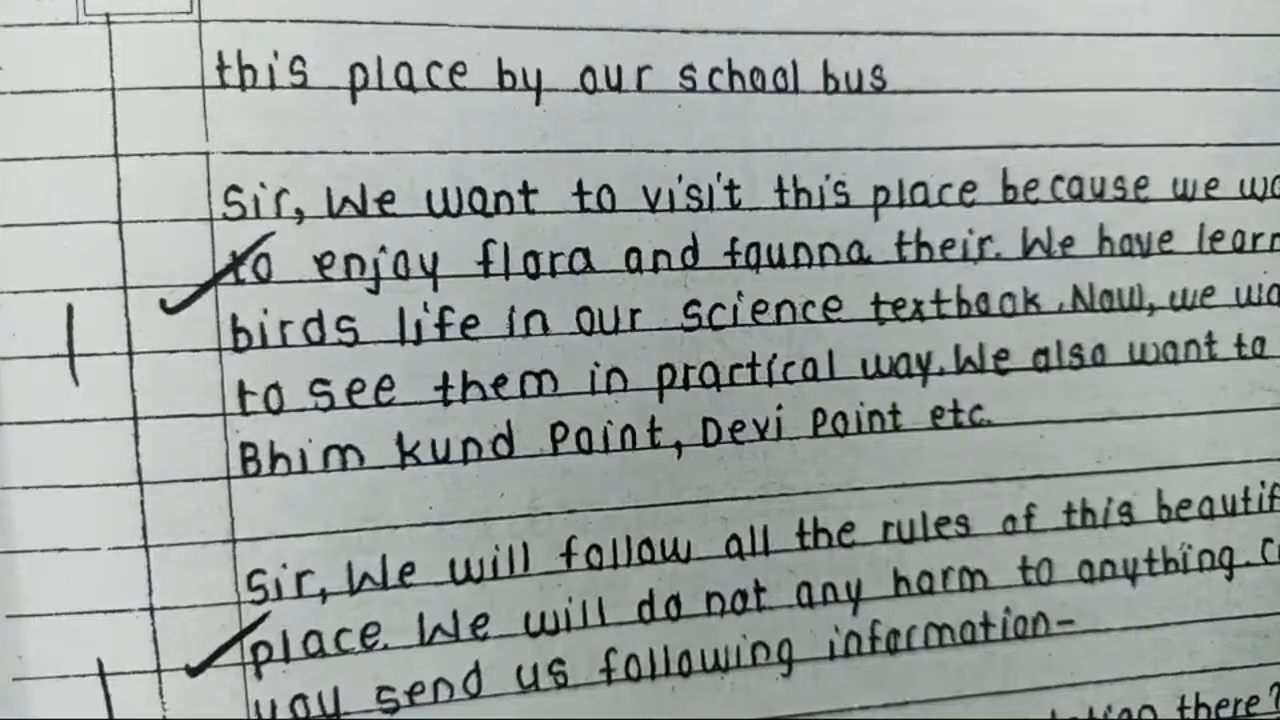 this place by our school bus
Sir, We want to visit this place because we
to enjoy flora and faunna their. We have
birds life in our science textbook. Now, we
to see them in practical way. We also want to
Bhim kund Point, Devi Point etc.
Sir, We will follow all the rules of this
place. We will do not any harm to anything.
you send us following information-
there?